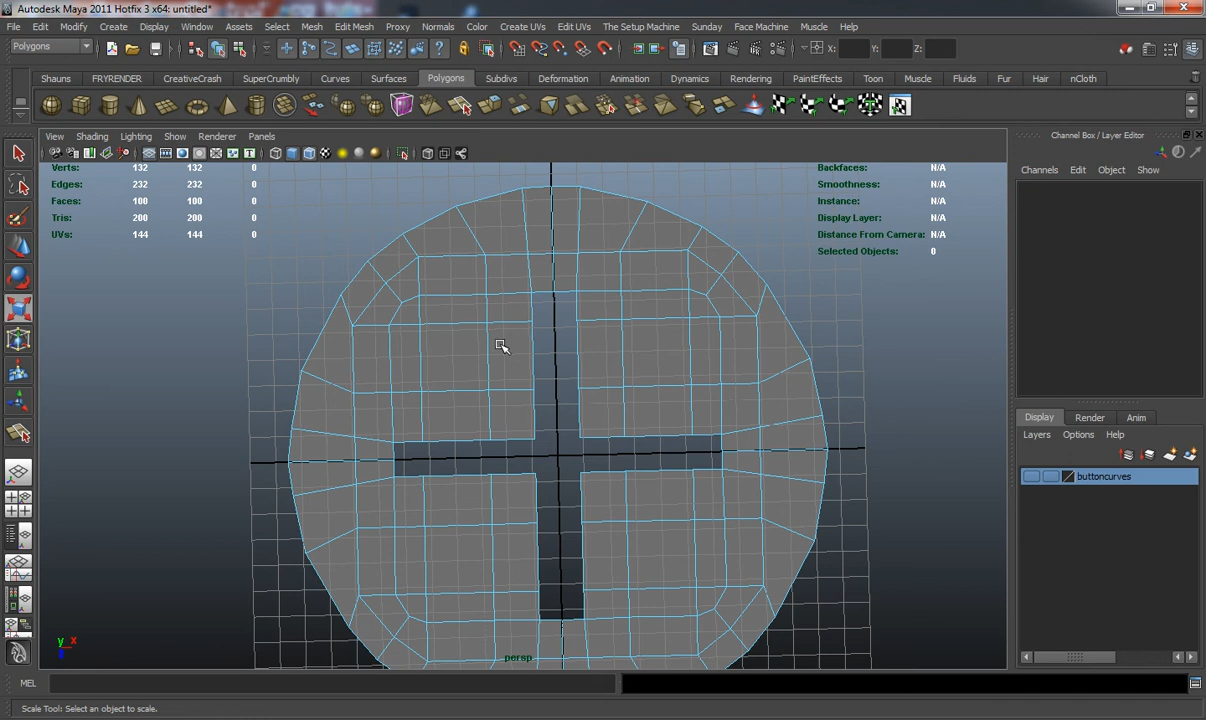 Autodesk Maya 2011 Hotfix 3 x64: untitled*
File Edit Modify Create Display Window Assets Select Mesh Edit Mesh Proxy Normals Color Create UVs Edit UVs The Setup Machine Sunday Face Machine Muscle Help
Polygons X: Y: Z:
Shauns FRYRENDER CreativeCrash SuperCrumbly Curves Surfaces Polygons Subdivs Deformation Animation Dynamics Rendering PaintEffects Toon Muscle Fluids Fur Hair nCloth
View Shading Lighting Show Renderer Panels
Channel Box / Layer Editor
Channels Edit Object Show
Verts: 132 132 0
Edges: 232 232 0
Faces: 100 100 0
Tris: 200 200 0
UVs: 144 144 0
Backfaces: N/A
Smoothness: N/A
Instance: N/A
Display Layer: N/A
Distance From Camera: N/A
Selected Objects: 0
Display Render Anim
Layers Options Help
buttoncurves
y x
z
persp
MEL
Scale Tool: Select an object to scale.